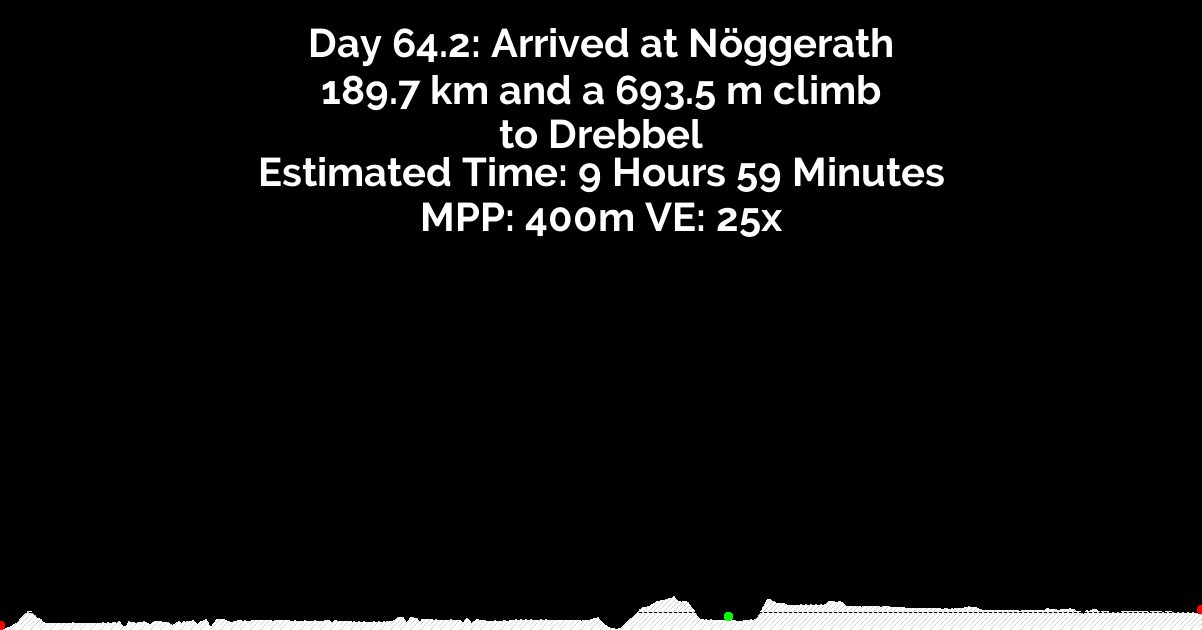 Day 64.2: Arrived at Nöggerath
189.7 km and a 693.5 m climb
to Drebbel
Estimated Time: 9 Hours 59 Minutes
MPP: 400m VE: 25x